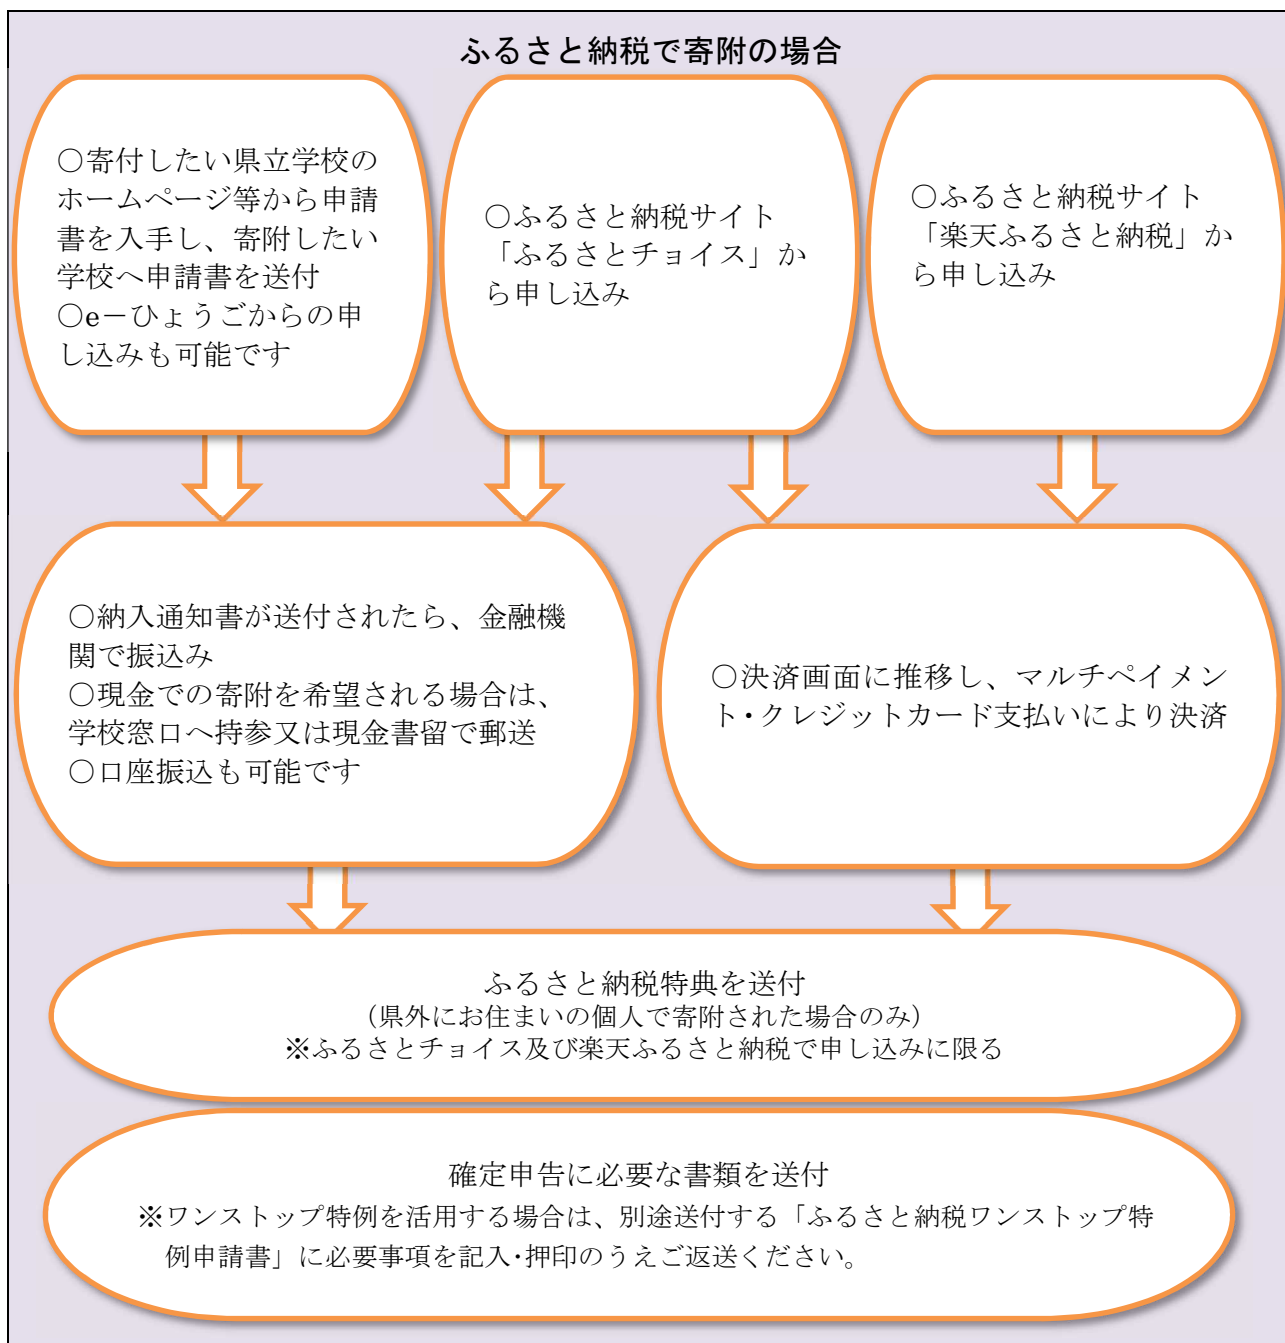 ふるさと納税で寄附の場合
○寄付したい県立学校の
ホームページ等から申請
書を入手し、寄附したい
学校へ申請書を送付
○e－ひょうごからの申
し込みも可能です
○ふるさと納税サイト
「ふるさとチョイス」か
ら申し込み
○ふるさと納税サイト
「楽天ふるさと納税」か
ら申し込み
○納入通知書が送付されたら、金融機
関で振込み
○現金での寄附を希望される場合は、
学校窓口へ持参又は現金書留で郵送
○口座振込も可能です
○決済画面に推移し、マルチペイメン
ト・クレジットカード支払いにより決済
ふるさと納税特典を送付
（県外にお住まいの個人で寄附された場合のみ）
※ふるさとチョイス及び楽天ふるさと納税で申し込みに限る
確定申告に必要な書類を送付
※ワンストップ特例を活用する場合は、別途送付する「ふるさと納税ワンストップ特
例申請書」に必要事項を記入・押印のうえご返送ください。